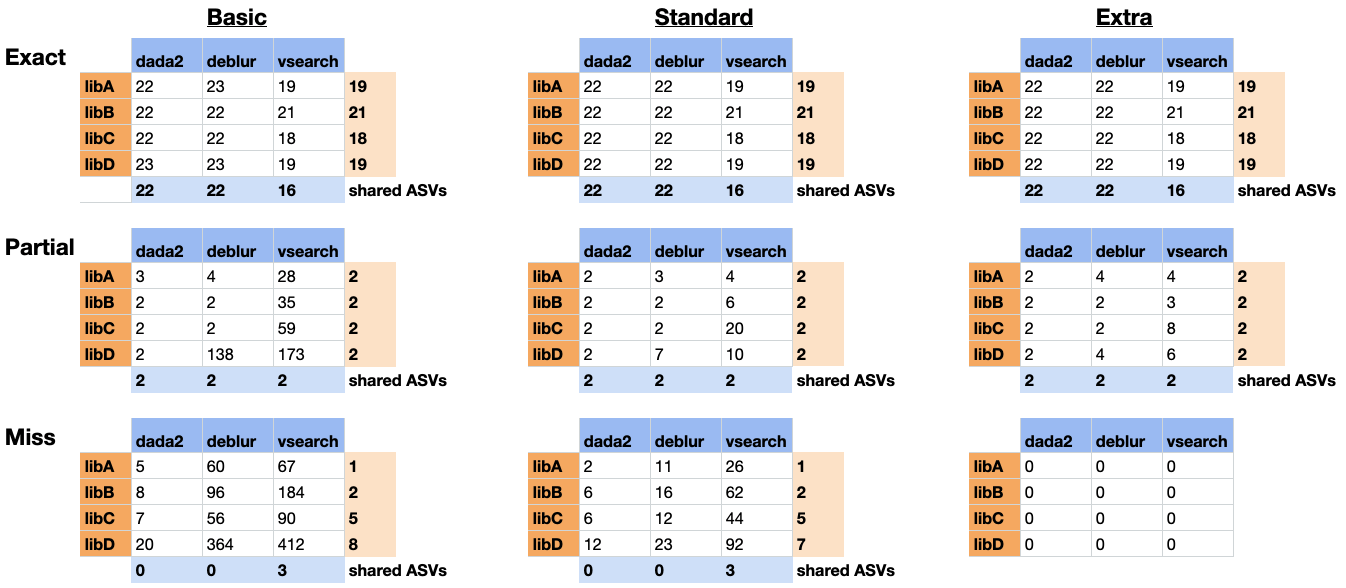 Basic Standard Extra
Exact
dada2 deblur vsearch dada2 deblur vsearch dada2 deblur vsearch
libA 22 23 19 19 libA 22 22 19 19 libA 22 22 19 19
libB 22 22 21 21 libB 22 22 21 21 libB 22 22 21 21
libC 22 22 18 18 libC 22 22 18 18 libC 22 22 18 18
libD 23 23 19 19 libD 22 22 19 19 libD 22 22 19 19
22 22 16 shared ASVs 22 22 16 shared ASVs 22 22 16 shared ASVs
Partial
dada2 deblur vsearch dada2 deblur vsearch dada2 deblur vsearch
libA 3 4 28 2 libA 2 3 4 2 libA 2 4 4 2
libB 2 2 35 2 libB 2 2 6 2 libB 2 2 3 2
libC 2 2 59 2 libC 2 2 20 2 libC 2 2 8 2
libD 2 138 173 2 libD 2 7 10 2 libD 2 4 6 2
2 2 2 shared ASVs 2 2 2 shared ASVs 2 2 2 shared ASVs
Miss
dada2 deblur vsearch dada2 deblur vsearch dada2 deblur vsearch
libA 5 60 67 1 libA 2 11 26 1 libA 0 0 0
libB 8 96 184 2 libB 6 16 62 2 libB 0 0 0
libC 7 56 90 5 libC 6 12 44 5 libC 0 0 0
libD 20 364 412 8 libD 12 23 92 7 libD 0 0 0
0 0 3 shared ASVs 0 0 3 shared ASVs